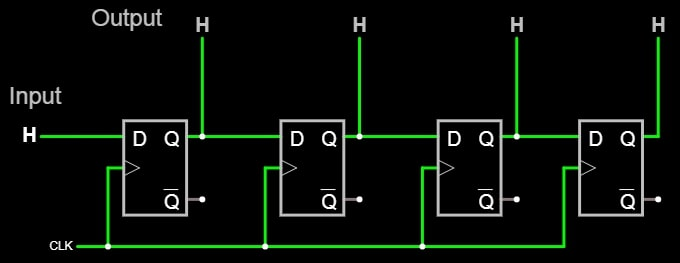 Output H H H H
Input
H
D Q D Q D Q D Q
Q̅ Q̅ Q̅ Q̅
CLK